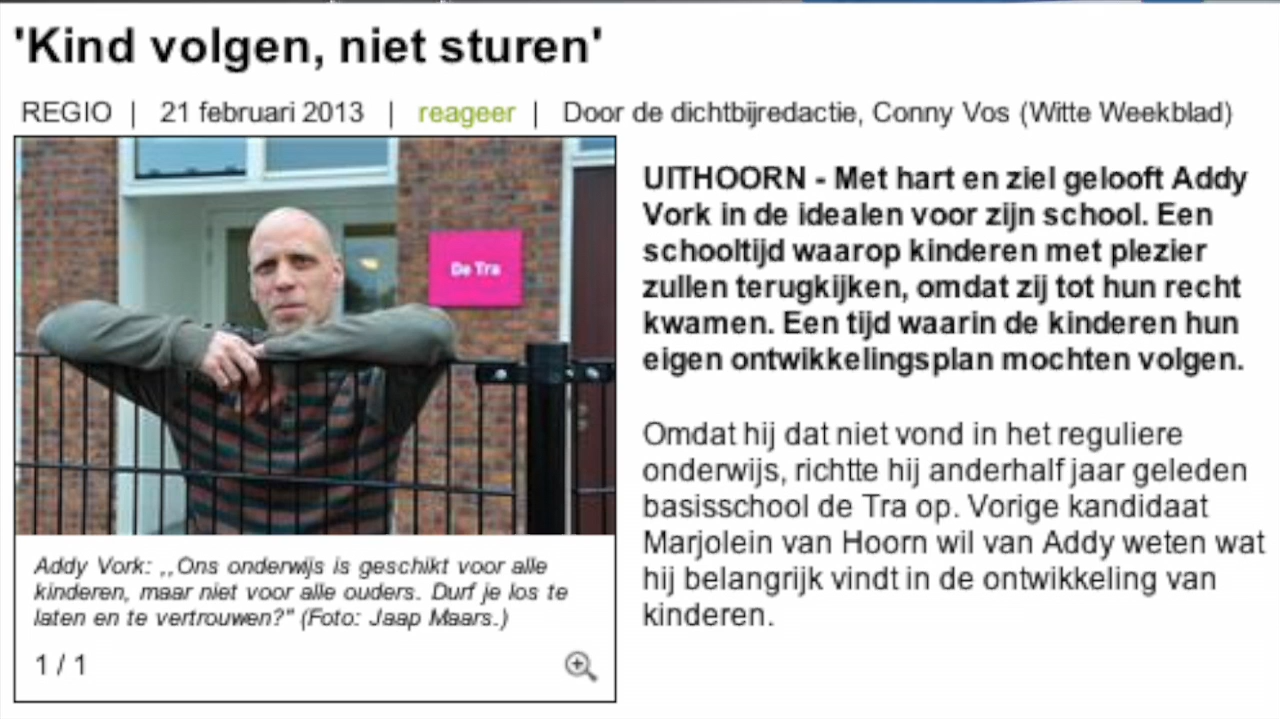 'Kind volgen, niet sturen'
REGIO | 21 februari 2013 | reageer | Door de dichtbijredactie, Conny Vos (Witte Weekblad)
De Tra
Addy Vork: ,,Ons onderwijs is geschikt voor alle
kinderen, maar niet voor alle ouders. Durf je los te
laten en te vertrouwen?" (Foto: Jaap Maars.)
1 / 1
UITHOORN - Met hart en ziel gelooft Addy
Vork in de idealen voor zijn school. Een
schooltijd waarop kinderen met plezier
zullen terugkijken, omdat zij tot hun recht
kwamen. Een tijd waarin de kinderen hun
eigen ontwikkelingsplan mochten volgen.
Omdat hij dat niet vond in het reguliere
onderwijs, richtte hij anderhalf jaar geleden
basisschool de Tra op. Vorige kandidaat
Marjolein van Hoorn wil van Addy weten wat
hij belangrijk vindt in de ontwikkeling van
kinderen.